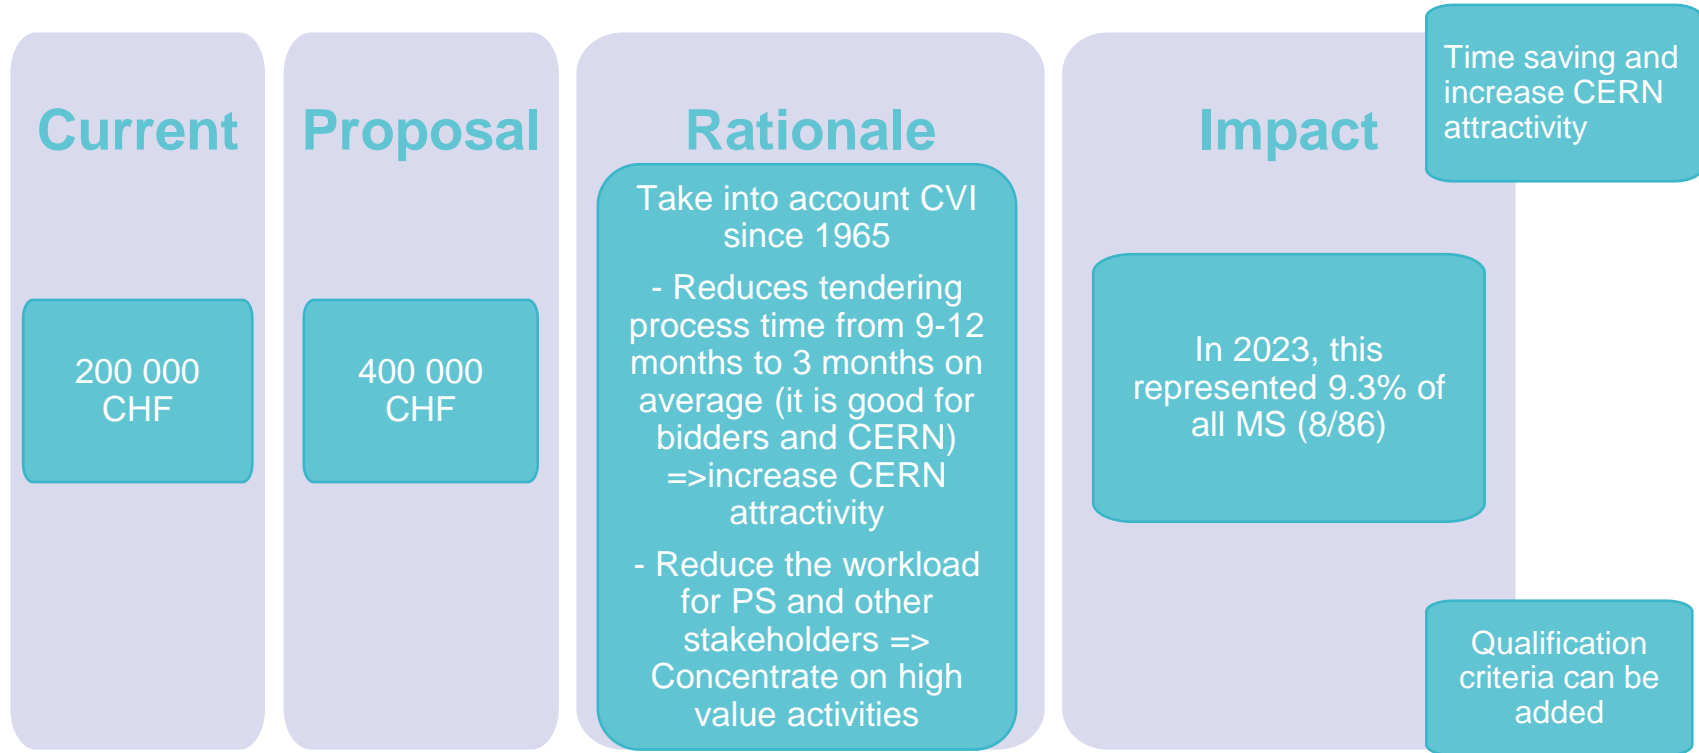 Current
200 000
CHF
Proposal
400 000
CHF
Rationale
Take into account CVI
since 1965
- Reduces tendering
process time from 9-12
months to 3 months on
average (it is good for
bidders and CERN)
=>increase CERN
attractivity
- Reduce the workload
for PS and other
stakeholders =>
Concentrate on high
value activities
Impact
In 2023, this
represented 9.3% of
all MS (8/86)
Time saving and
increase CERN
attractivity
Qualification
criteria can be
added